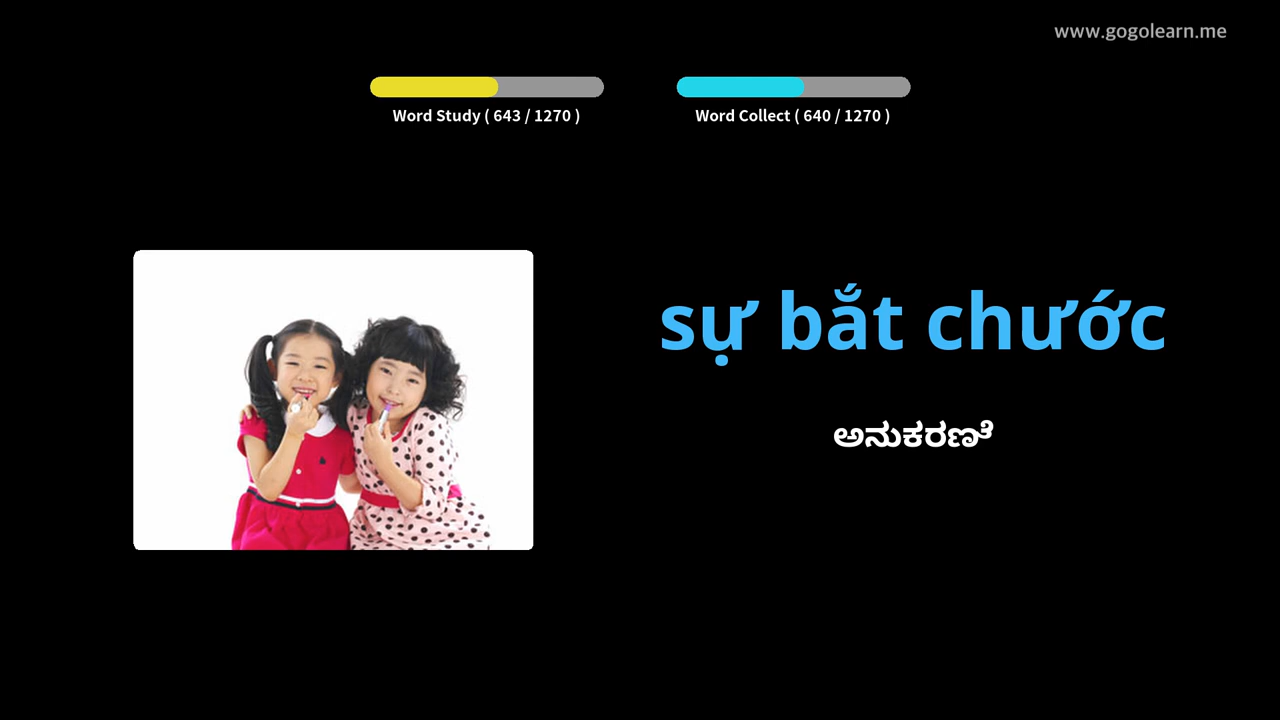 www.gogolearn.me
Word Study ( 643 / 1270 )
Word Collect ( 640 / 1270 )
sự bắt chước
ಅನುಕರಣೆ